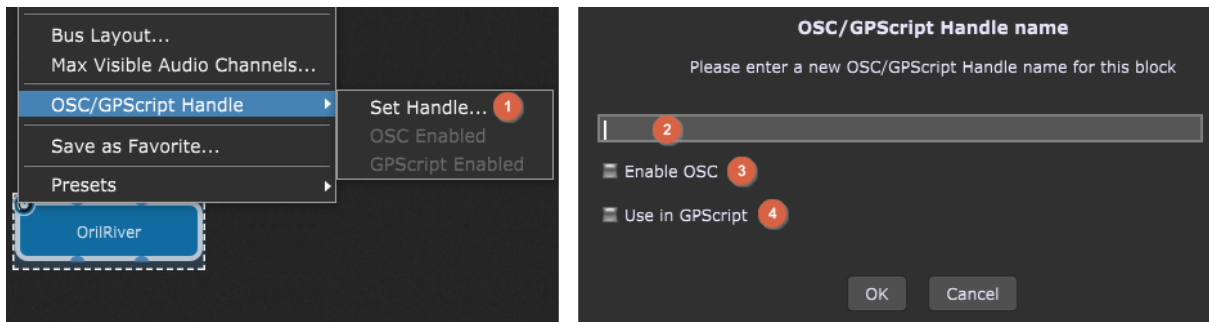 Bus Layout...
Max Visible Audio Channels...
OSC/GPScript Handle
Set Handle... 1
OSC Enabled
GPScript Enabled
Save as Favorite...
Presets
OrilRiver
OSC/GPScript Handle name
Please enter a new OSC/GPScript Handle name for this block
2
Enable OSC 3
Use in GPScript 4
OK Cancel